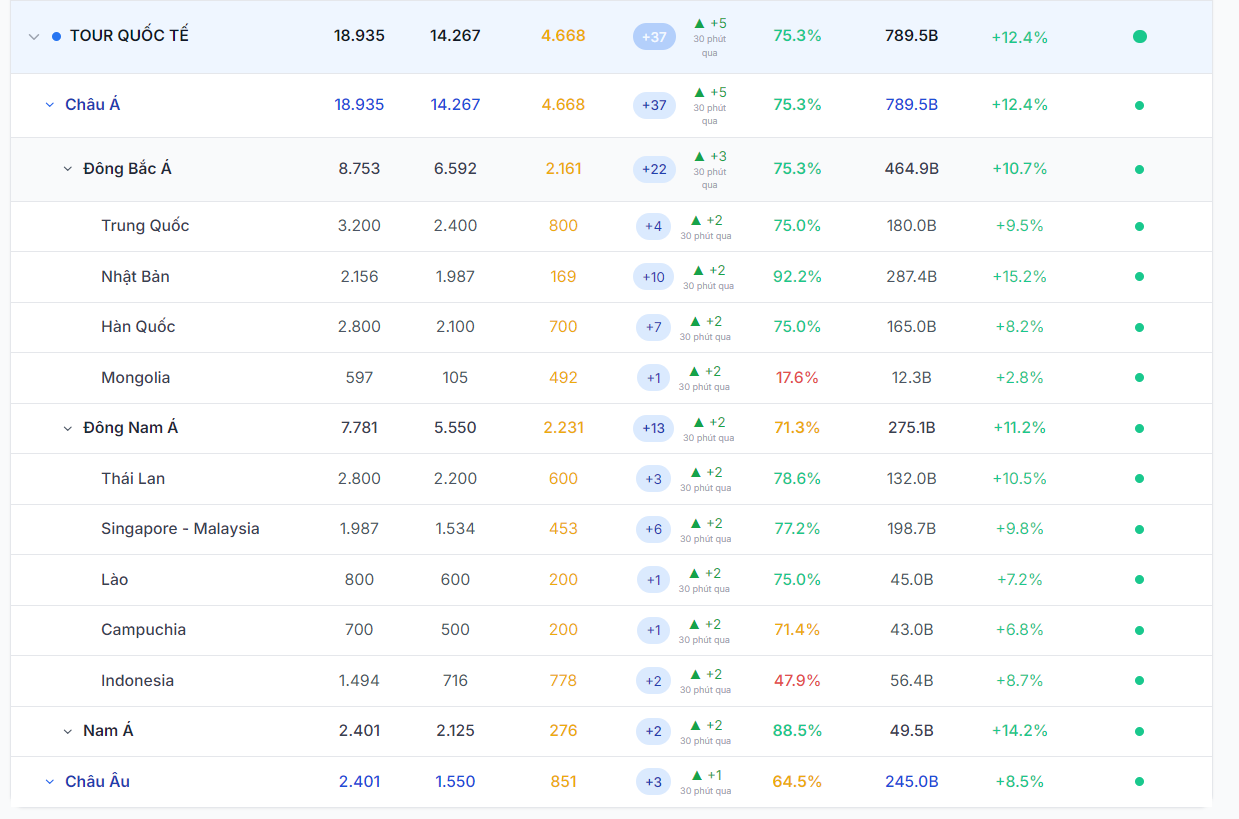 TOUR QUỐC TẾ 18.935 14.267 4.668 +37 ▲ +5 30 phút qua 75.3% 789.5B +12.4%
Châu Á 18.935 14.267 4.668 +37 ▲ +5 30 phút qua 75.3% 789.5B +12.4%
Đông Bắc Á 8.753 6.592 2.161 +22 ▲ +3 30 phút qua 75.3% 464.9B +10.7%
Trung Quốc 3.200 2.400 800 +4 ▲ +2 30 phút qua 75.0% 180.0B +9.5%
Nhật Bản 2.156 1.987 169 +10 ▲ +2 30 phút qua 92.2% 287.4B +15.2%
Hàn Quốc 2.800 2.100 700 +7 ▲ +2 30 phút qua 75.0% 165.0B +8.2%
Mongolia 597 105 492 +1 ▲ +2 30 phút qua 17.6% 12.3B +2.8%
Đông Nam Á 7.781 5.550 2.231 +13 ▲ +2 30 phút qua 71.3% 275.1B +11.2%
Thái Lan 2.800 2.200 600 +3 ▲ +2 30 phút qua 78.6% 132.0B +10.5%
Singapore - Malaysia 1.987 1.534 453 +6 ▲ +2 30 phút qua 77.2% 198.7B +9.8%
Lào 800 600 200 +1 ▲ +2 30 phút qua 75.0% 45.0B +7.2%
Campuchia 700 500 200 +1 ▲ +2 30 phút qua 71.4% 43.0B +6.8%
Indonesia 1.494 716 778 +2 ▲ +2 30 phút qua 47.9% 56.4B +8.7%
Nam Á 2.401 2.125 276 +2 ▲ +2 30 phút qua 88.5% 49.5B +14.2%
Châu Âu 2.401 1.550 851 +3 ▲ +1 30 phút qua 64.5% 245.0B +8.5%